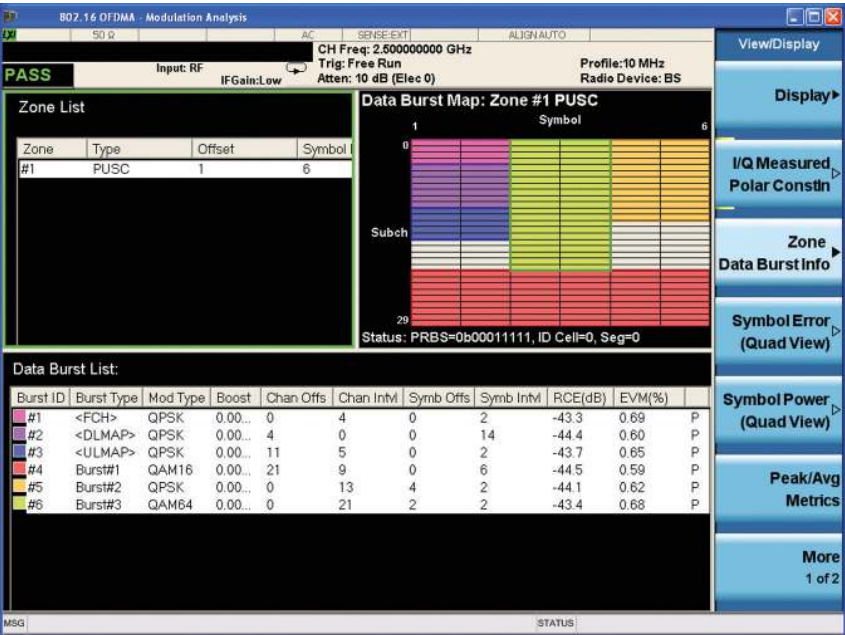 802.16 OFDMA - Modulation Analysis
50 Ω AC SENSE:EXT ALIGN AUTO
PASS
Input: RF
IFGain:Low
CH Freq: 2.500000000 GHz
Trig: Free Run
Atten: 10 dB (Elec 0)
Profile:10 MHz
Radio Device: BS
Zone List
Zone Type Offset Symbol
#1 PUSC 1 6
Data Burst Map: Zone #1 PUSC
Symbol
1 6
0
Subch
29
Status: PRBS=0b00011111, ID Cell=0, Seg=0
Data Burst List:
Burst ID Burst Type Mod Type Boost Chan Offs Chan Intvl Symb Offs Symb Intvl RCE(dB) EVM(%)
#1 <FCH> QPSK 0.00... 0 4 0 2 -43.3 0.69 P
#2 <DLMAP> QPSK 0.00... 4 0 0 14 -44.4 0.60 P
#3 <ULMAP> QPSK 0.00... 11 5 0 2 -43.7 0.65 P
#4 Burst#1 QAM16 0.00... 21 9 0 6 -44.5 0.59 P
#5 Burst#2 QPSK 0.00... 0 13 4 2 -44.1 0.62 P
#6 Burst#3 QAM64 0.00... 0 21 2 2 -43.4 0.68 P
View/Display
Display
I/Q Measured
Polar Constln
Zone
Data Burst Info
Symbol Error
(Quad View)
Symbol Power
(Quad View)
Peak/Avg
Metrics
More
1 of 2
MSG STATUS